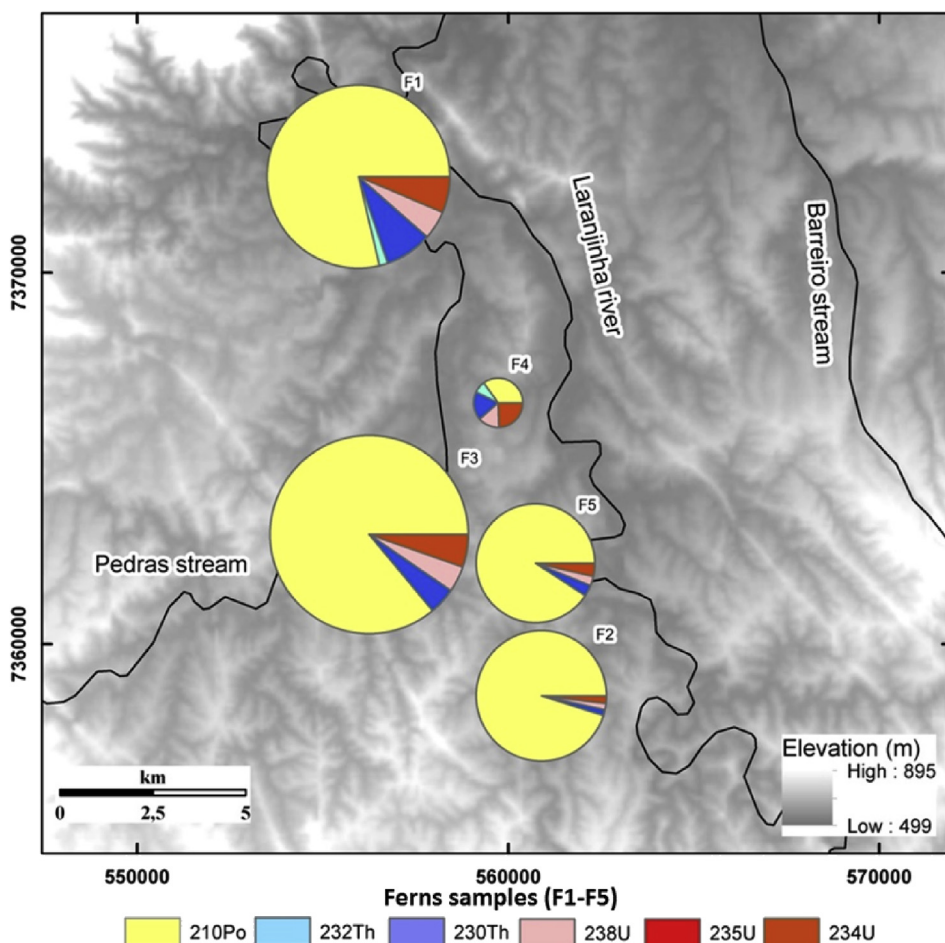 F1
Laranjinha river
Barreiro stream
7370000
F4
F3
F5
Pedras stream
F2
7360000
Elevation (m)
High : 895
Low : 499
km
0 2,5 5
550000 560000 570000
Ferns samples (F1-F5)
210Po 232Th 230Th 238U 235U 234U